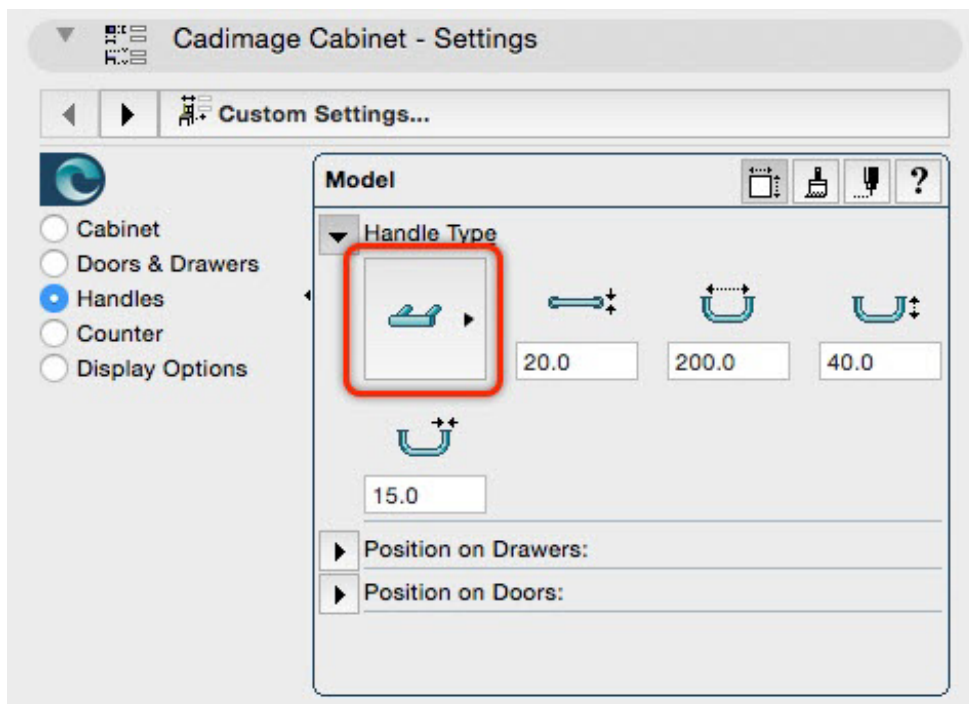 Cadimage Cabinet - Settings
Custom Settings...
Model
?
Cabinet
Doors & Drawers
Handles
Counter
Display Options
Handle Type
20.0
200.0
40.0
15.0
Position on Drawers:
Position on Doors: